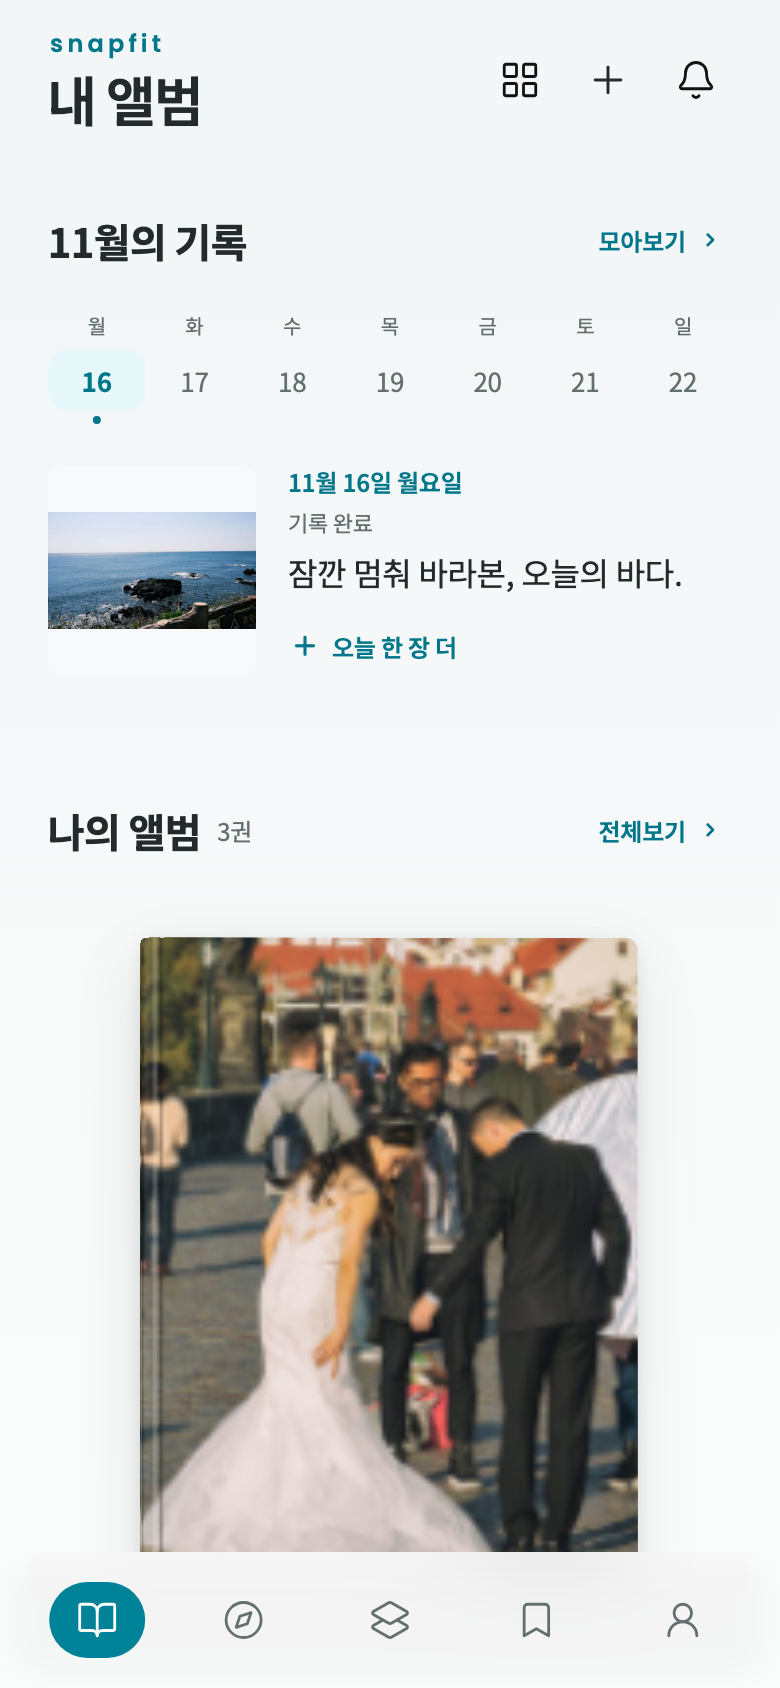 snapfit
내 앨범
11월의 기록
모아보기
월 화 수 목 금 토 일
16 17 18 19 20 21 22
11월 16일 월요일
기록 완료
잠깐 멈춰 바라본, 오늘의 바다.
오늘 한 장 더
나의 앨범 3권
전체보기